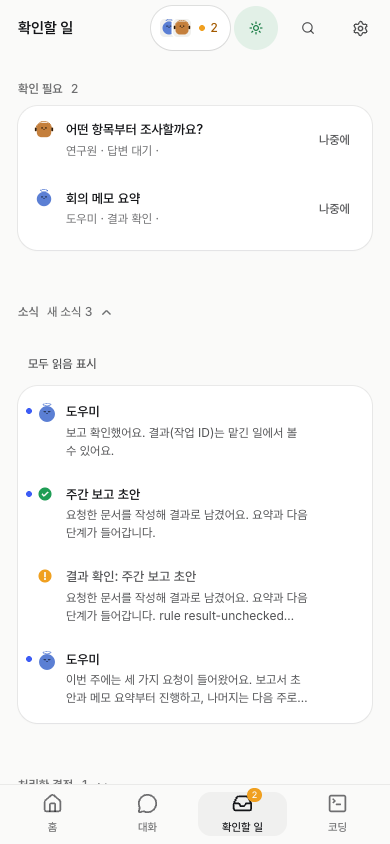 확인할 일
2
확인 필요 2
어떤 항목부터 조사할까요?
연구원 · 답변 대기 ·
나중에
회의 메모 요약
도우미 · 결과 확인 ·
나중에
소식 새 소식 3
모두 읽음 표시
도우미
보고 확인했어요. 결과(작업 ID)는 맡긴 일에서 볼
수 있어요.
주간 보고 초안
요청한 문서를 작성해 결과로 남겼어요. 요약과 다음
단계가 들어갑니다.
결과 확인: 주간 보고 초안
요청한 문서를 작성해 결과로 남겼어요. 요약과 다음
단계가 들어갑니다. rule result-unchecked...
도우미
이번 주에는 세 가지 요청이 들어왔어요. 보고서 초
안과 메모 요약부터 진행하고, 나머지는 다음 주로...
처리한 결정 1
2
홈
대화
확인할 일
코딩